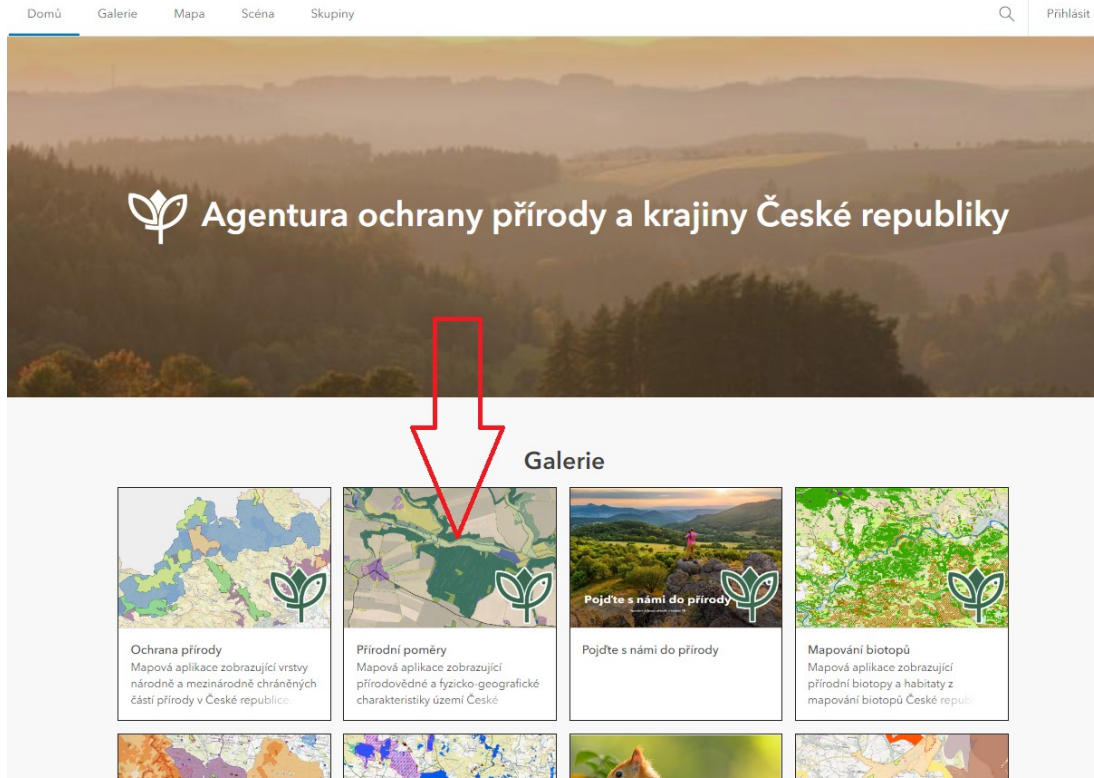 Domů Galerie Mapa Scéna Skupiny Přihlásit
Agentura ochrany přírody a krajiny České republiky
Galerie
Pojďte s námi do přírody
Ochrana přírody
Mapová aplikace zobrazující vrstvy
národně a mezinárodně chráněných
částí přírody v České republice.
Přírodní poměry
Mapová aplikace zobrazující
přírodovědné a fyzicko-geografické
charakteristiky území České
Pojďte s námi do přírody
Mapování biotopů
Mapová aplikace zobrazující
přírodní biotopy a habitaty z
mapování biotopů České repub